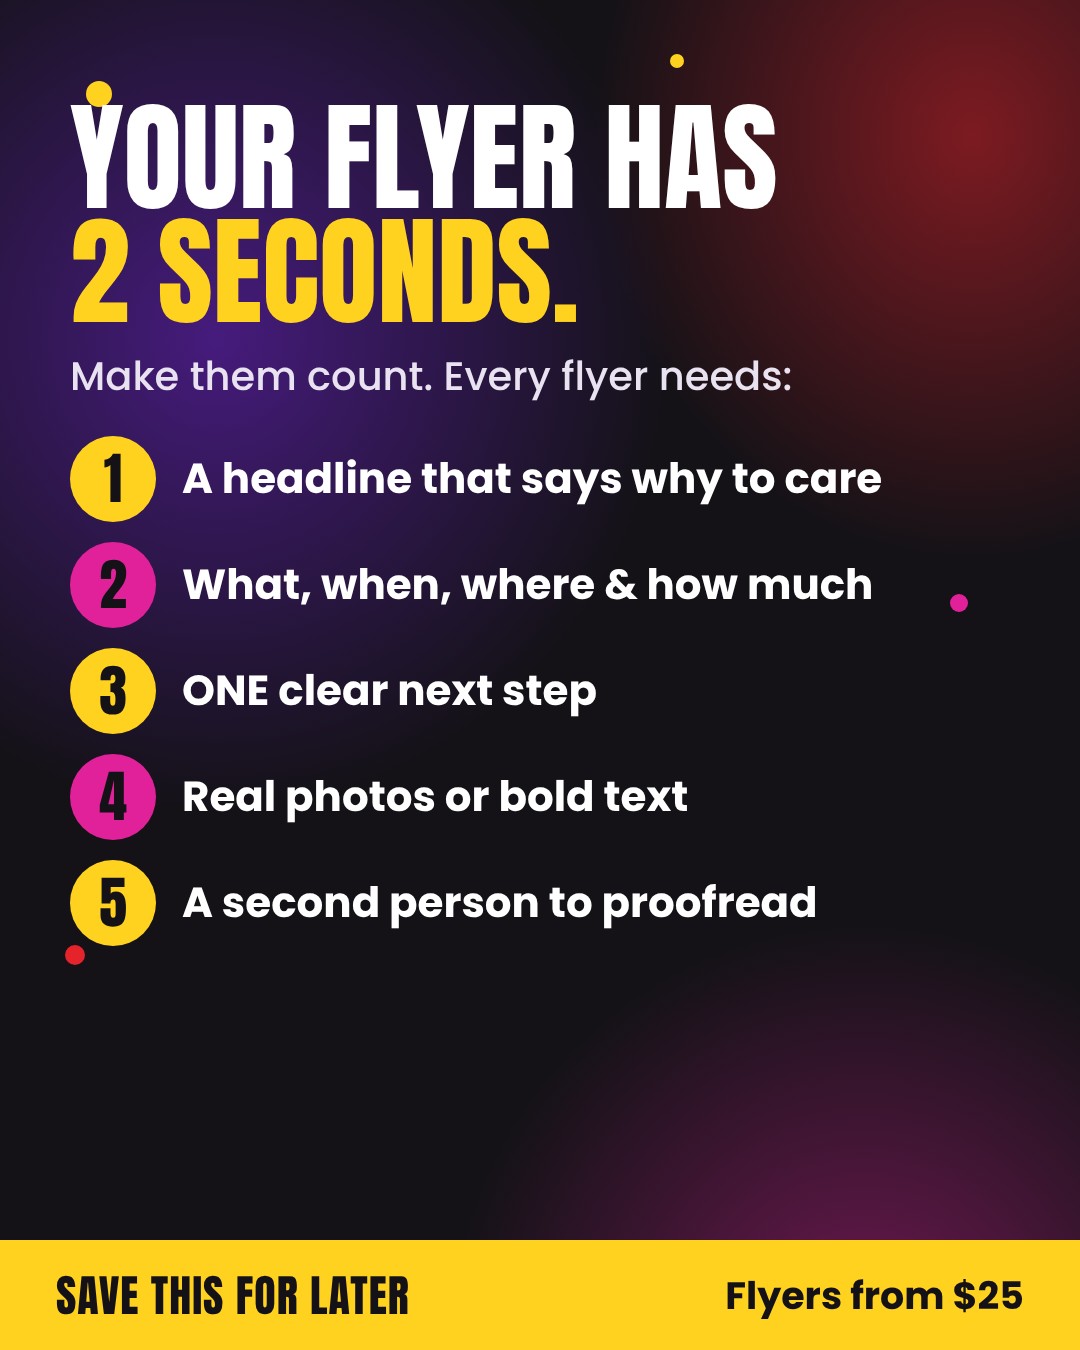 YOUR FLYER HAS
2 SECONDS.
Make them count. Every flyer needs:
1 A headline that says why to care
2 What, when, where & how much
3 ONE clear next step
4 Real photos or bold text
5 A second person to proofread
SAVE THIS FOR LATER
Flyers from $25